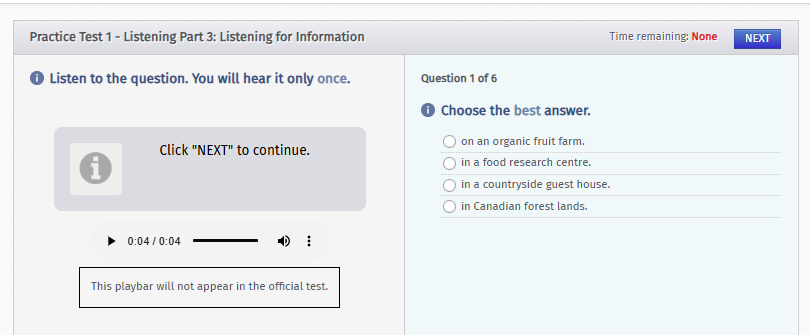 Practice Test 1 - Listening Part 3: Listening for Information
Time remaining: None
NEXT
Listen to the question. You will hear it only once.
Click "NEXT" to continue.
0:04 / 0:04
This playbar will not appear in the official test.
Question 1 of 6
Choose the best answer.
on an organic fruit farm.
in a food research centre.
in a countryside guest house.
in Canadian forest lands.